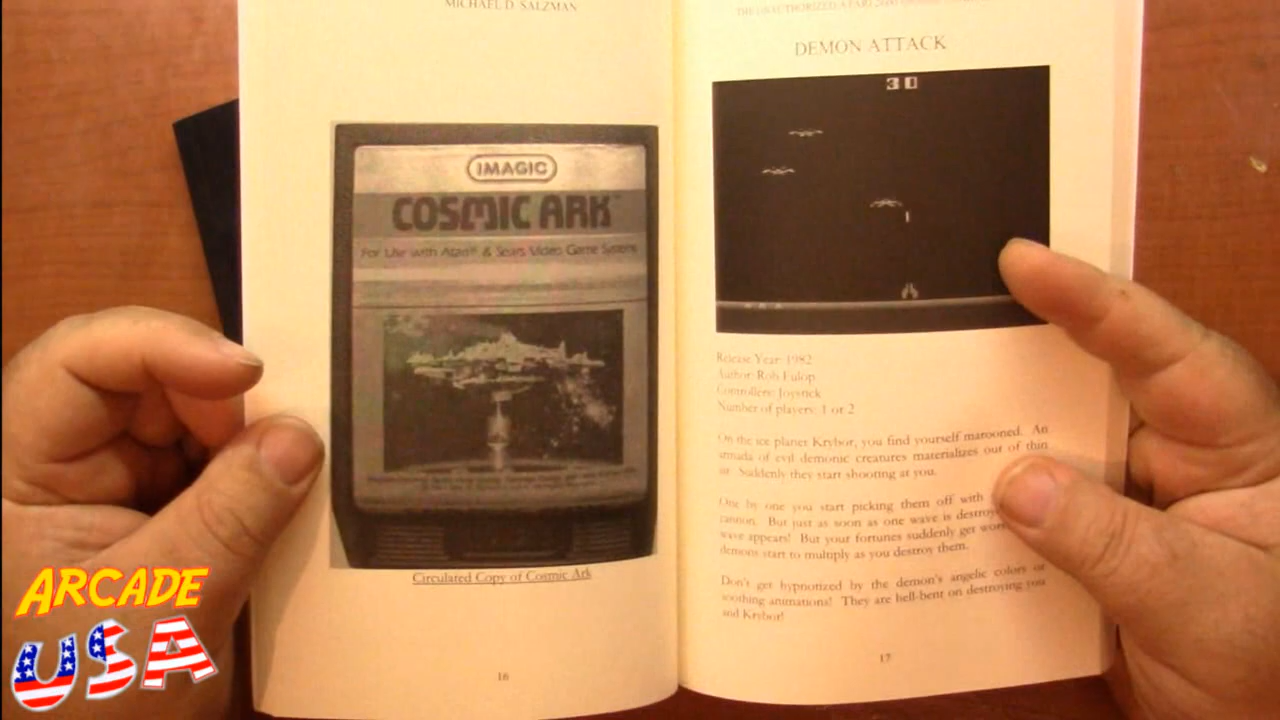 MICHAEL D. SALZMAN
IMAGIC
COSMIC ARK™
For Use with Atari® & Sears Video Game Systems
Circulated Copy of Cosmic Ark
16
THE UNAUTHORIZED ATARI 2600
DEMON ATTACK
30
Release Year: 1982
Author: Rob Fulop
Controllers: Joystick
Number of players: 1 or 2
On the ice planet Krybor, you find yourself marooned. An
armada of evil demonic creatures materializes out of thin
air. Suddenly they start shooting at you.
One by one you start picking them off with
cannon. But just as soon as one wave is
wave appears! But your fortunes suddenly get
demons start to multiply as you destroy them.
Don't get hypnotized by the demon's angelic colors or
soothing animations! They are hell-bent on destroying you
and Krybor!
17
ARCADE
USA